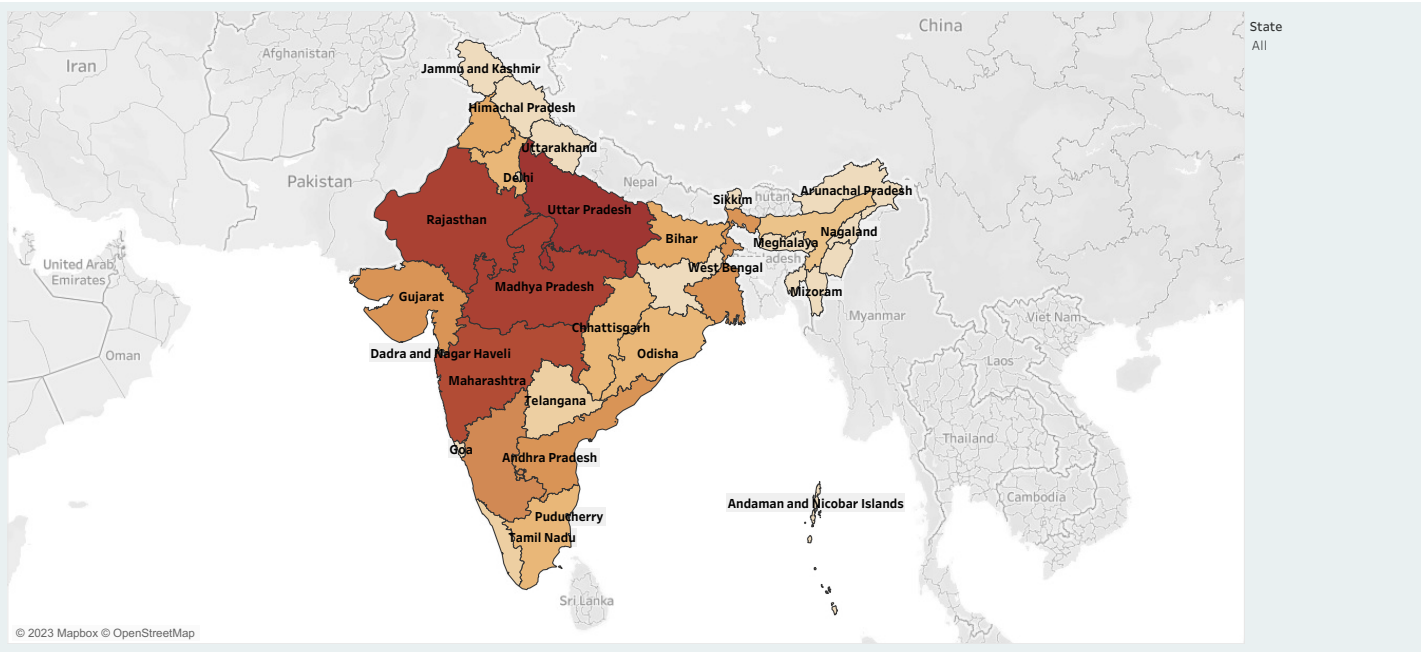 China
State
All
Afghanistan
Iran
Jammu and Kashmir
Himachal Pradesh
Uttarakhand
Pakistan
Delhi
Nepal
Sikkim
hutan
Arunachal Pradesh
Uttar Pradesh
Rajasthan
Bihar
Nagaland
Meghalaya
ladesh
United Arab
Emirates
West Bengal
Madhya Pradesh
Mizoram
Gujarat
Myanmar
Viet Nam
Chhattisgarh
Oman
Dadra and Nagar Haveli
Odisha
Laos
Maharashtra
Telangana
Thailand
Goa
Andhra Pradesh
Cambodia
Andaman and Nicobar Islands
Puducherry
Tamil Nadu
Sri Lanka
© 2023 Mapbox © OpenStreetMap